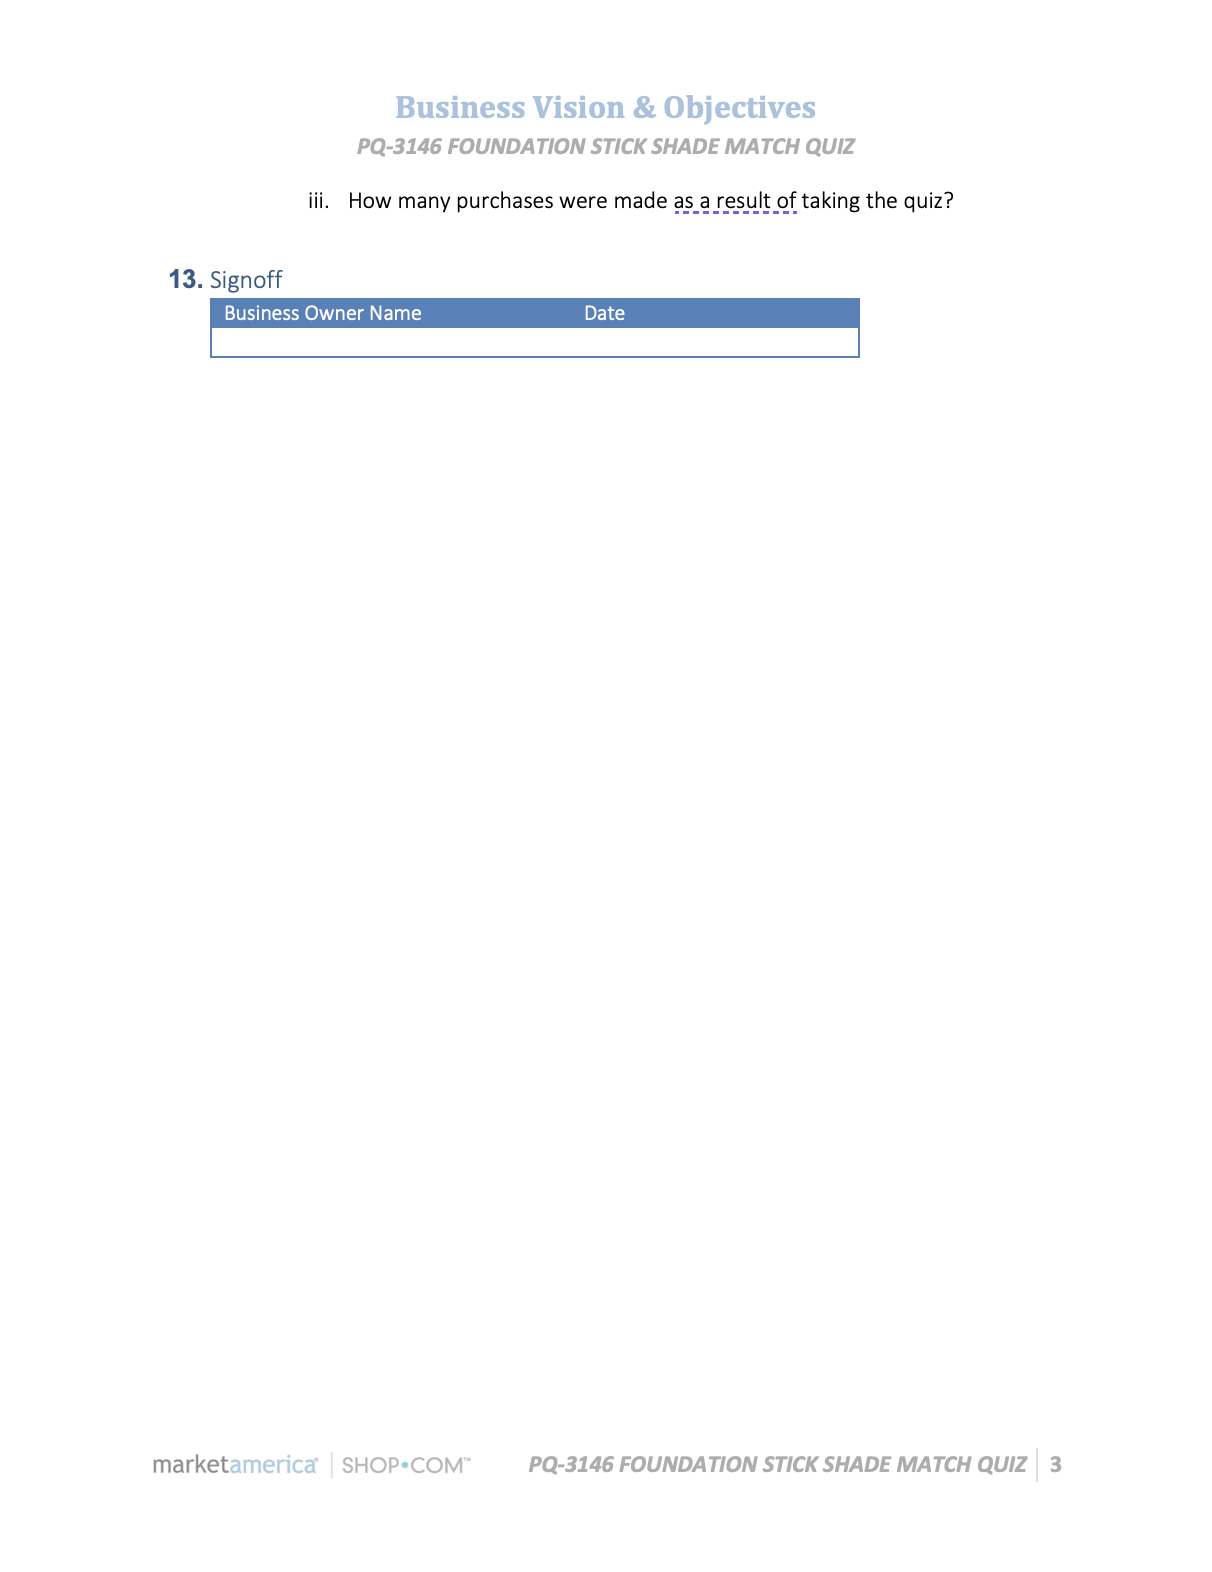 Business Vision & Objectives
PQ-3146 FOUNDATION STICK SHADE MATCH QUIZ
iii. How many purchases were made as a result of taking the quiz?
13. Signoff
Business Owner Name Date
marketamerica® | SHOP•COM™ PQ-3146 FOUNDATION STICK SHADE MATCH QUIZ 3